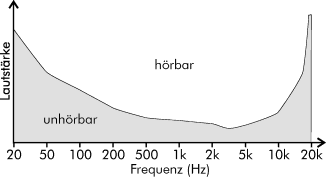 Lautstärke
hörbar
unhörbar
20 50 100 200 500 1k 2k 5k 10k 20k
Frequenz (Hz)